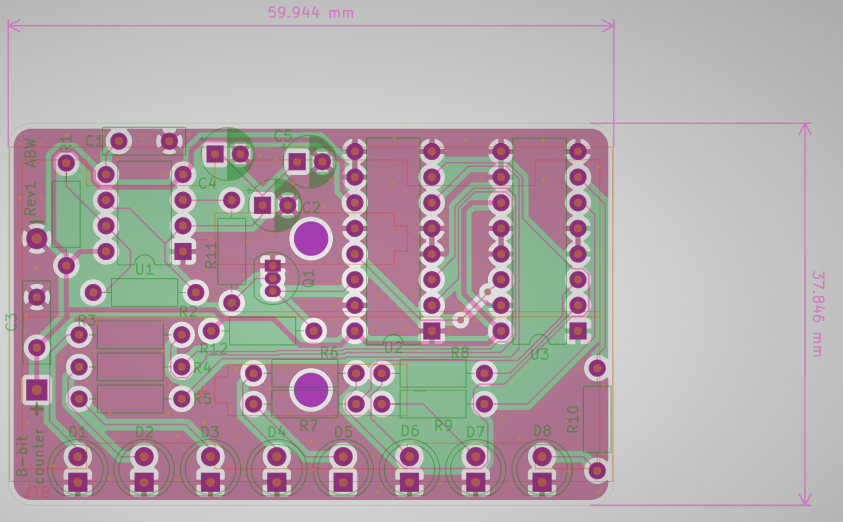 59.944 mm
37.846 mm
Rev1 ABW
R1
C1
C5
C4
C2
U1
R11
Q1
C3
R2
R3
R12
R4
R5
R6
U2
R8
U3
R7
R9
R10
D1
D2
D3
D4
D5
D6
D7
D8
+
8-bit
counter